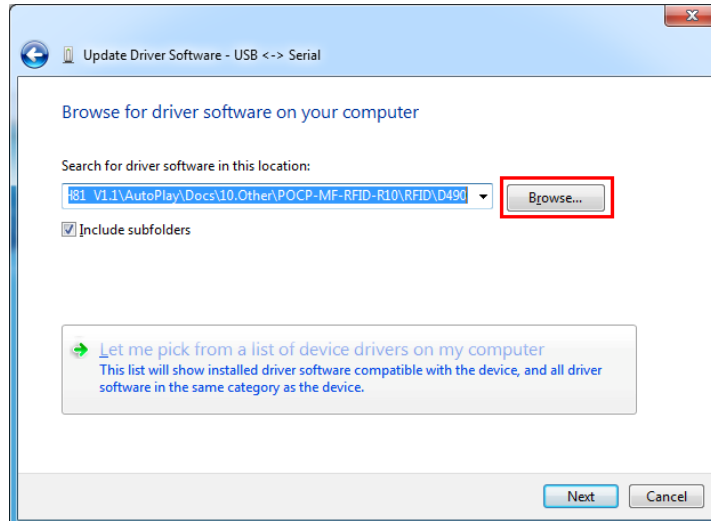 Update Driver Software - USB <-> Serial
Browse for driver software on your computer
Search for driver software in this location:
H81_V1.1\AutoPlay\Docs\10.Other\POCP-MF-RFID-R10\RFID\D490
Browse...
Include subfolders
Let me pick from a list of device drivers on my computer
This list will show installed driver software compatible with the device, and all driver
software in the same category as the device.
Next Cancel